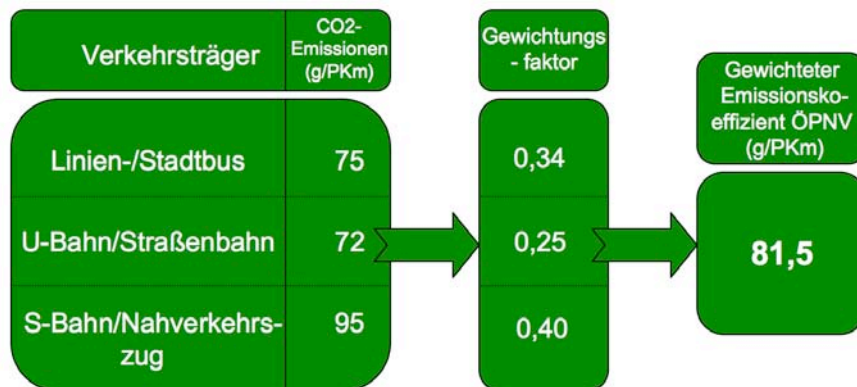 Verkehrsträger
CO2-
Emissionen
(g/PKm)
Gewichtungs
- faktor
Gewichteter
Emissionsko-
effizient ÖPNV
(g/PKm)
Linien-/Stadtbus
75
0,34
U-Bahn/Straßenbahn
72
0,25
81,5
S-Bahn/Nahverkehrs-
zug
95
0,40